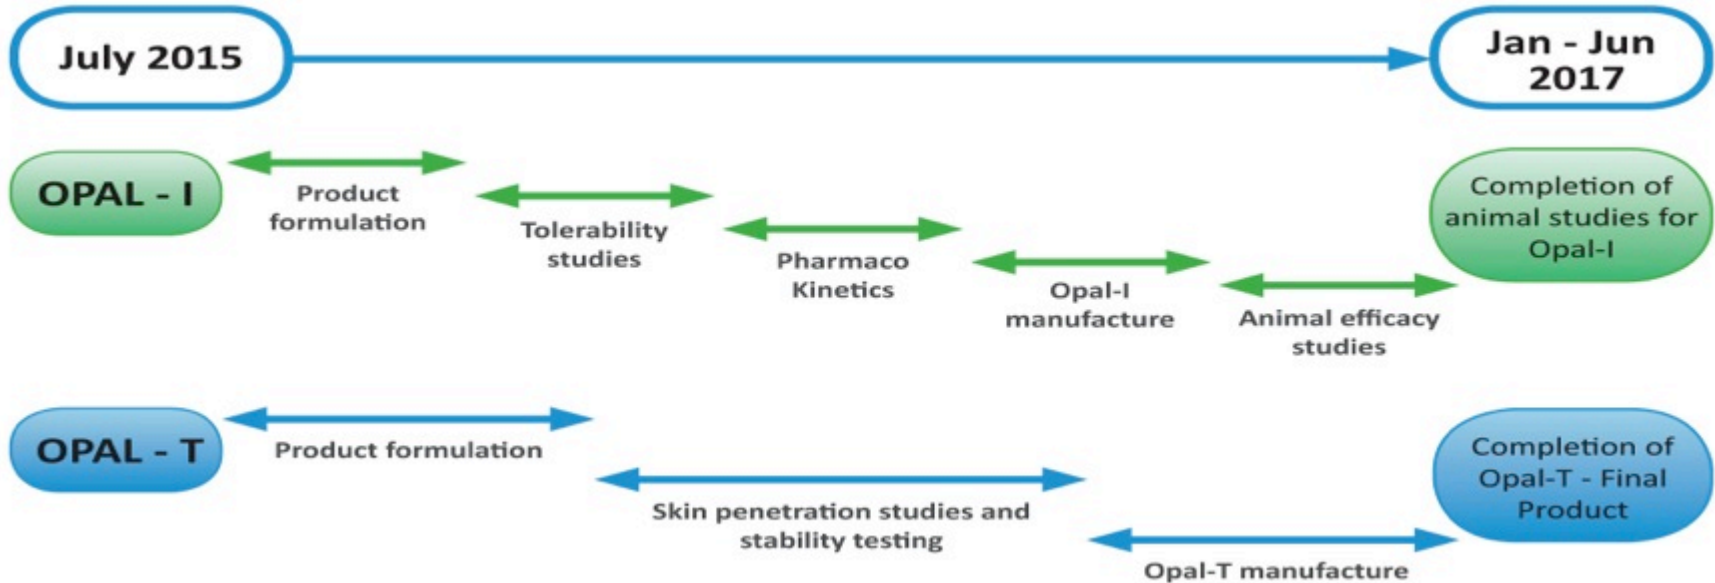 July 2015
Jan - Jun
2017
OPAL - I
Product
formulation
Tolerability
studies
Pharmaco
Kinetics
Opal-I
manufacture
Animal efficacy
studies
Completion of
animal studies for
Opal-I
OPAL - T
Product formulation
Skin penetration studies and
stability testing
Opal-T manufacture
Completion of
Opal-T - Final
Product